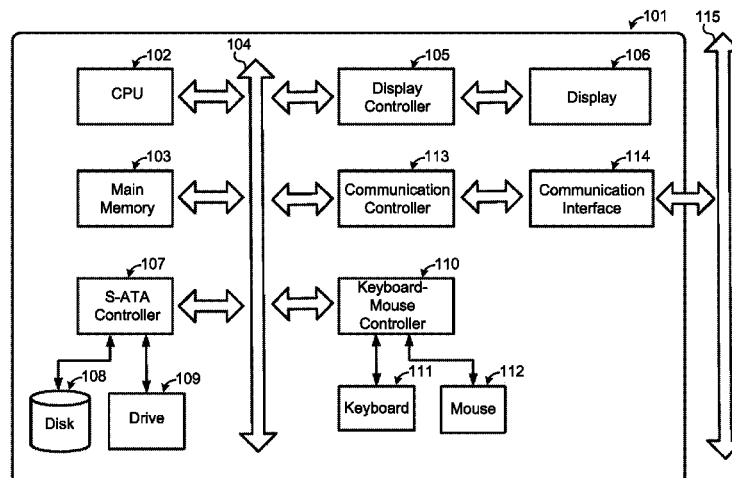 101
115
104
102
CPU
105
Display
Controller
106
Display
103
Main
Memory
113
Communication
Controller
114
Communication
Interface
107
S-ATA
Controller
110
Keyboard-
Mouse
Controller
108
Disk
109
Drive
111
Keyboard
112
Mouse